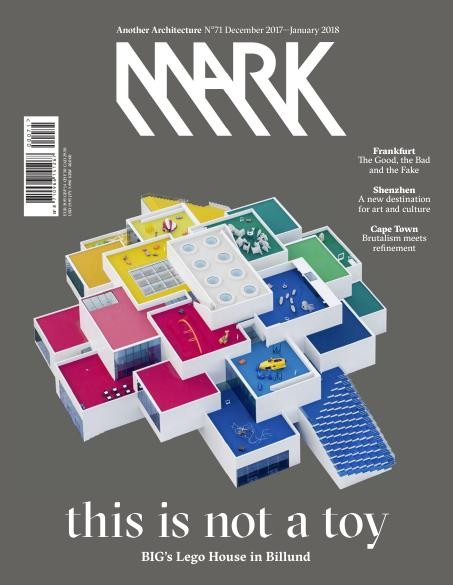 Another Architecture N°71 December 2017—January 2018
MARK
Frankfurt
The Good, the Bad
and the Fake
Shenzhen
A new destination
for art and culture
Cape Town
Brutalism meets
refinement
this is not a toy
BIG's Lego House in Billund